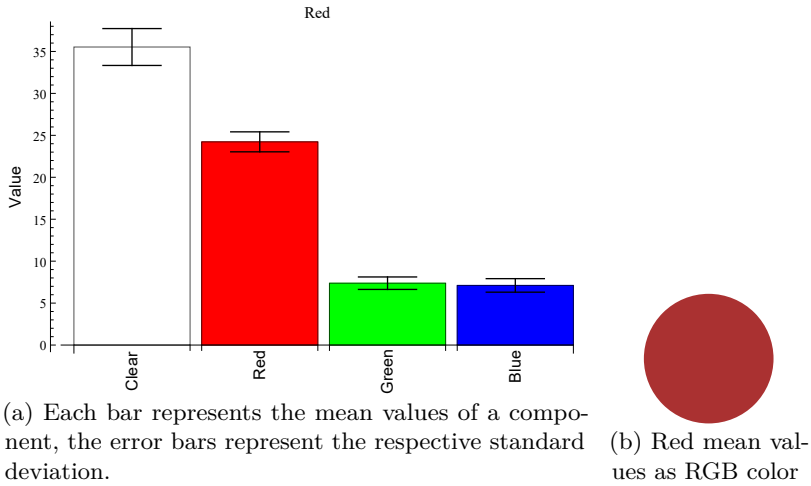 Red
35
30
25
20
15
10
5
0
Value
Clear
Red
Green
Blue
(a) Each bar represents the mean values of a compo-
nent, the error bars represent the respective standard
deviation.
(b) Red mean val-
ues as RGB color